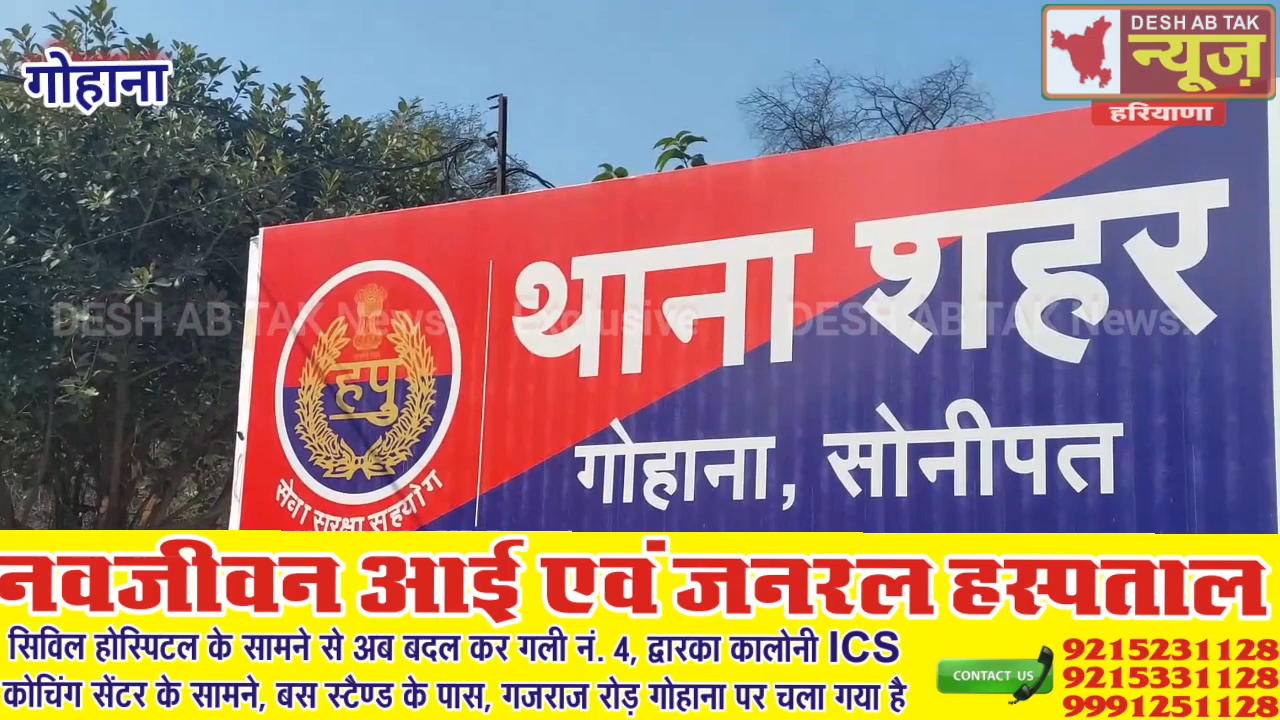 गोहाना
DESH AB TAK
न्यूज़
हरियाणा
थाना शहर
गोहाना, सोनीपत
हपु
सेवा सुरक्षा सहयोग
DESH AB TAK News. Exclusive DESH AB TAK News.
नवजीवन आई एवं जनरल हस्पताल
सिविल होस्पिटल के सामने से अब बदल कर गली नं. 4, द्वारका कालोनी ICS
कोचिंग सेंटर के सामने, बस स्टैण्ड के पास, गजराज रोड़ गोहाना पर चला गया है
CONTACT US
9215231128
9215331128
9991251128